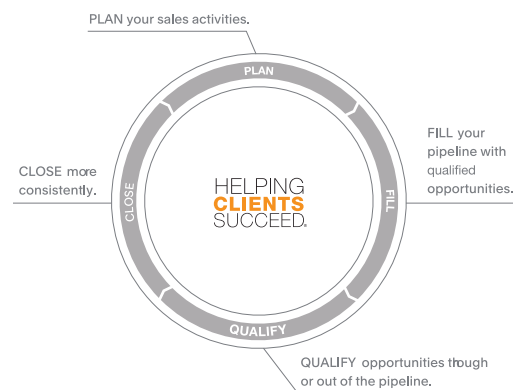 PLAN your sales activities.
PLAN
FILL your
pipeline with
qualified
opportunities.
FILL
CLOSE more
consistently.
CLOSE
HELPING
CLIENTS
SUCCEED®
QUALIFY
QUALIFY opportunities though
or out of the pipeline.